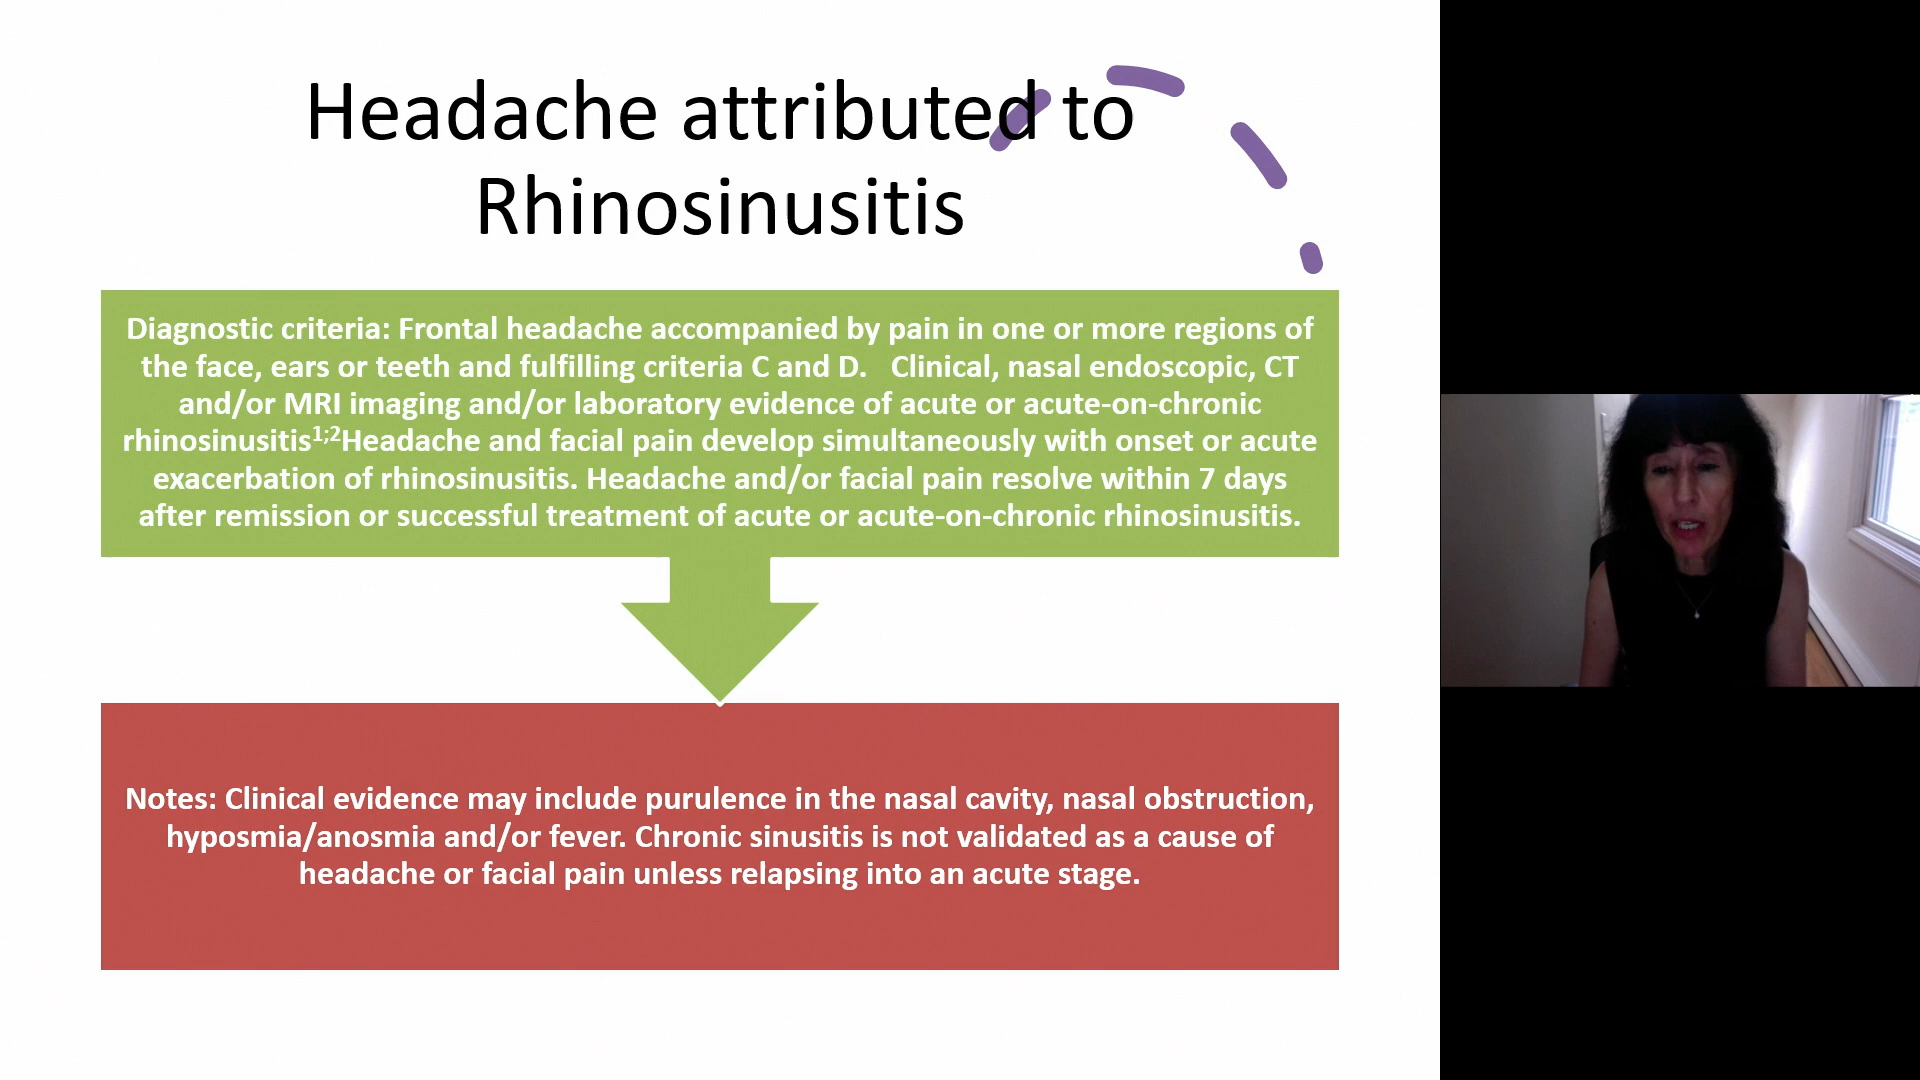 Headache attributed to
Rhinosinusitis
Diagnostic criteria: Frontal headache accompanied by pain in one or more regions of
the face, ears or teeth and fulfilling criteria C and D.   Clinical, nasal endoscopic, CT
and/or MRI imaging and/or laboratory evidence of acute or acute-on-chronic
rhinosinusitis1;2Headache and facial pain develop simultaneously with onset or acute
exacerbation of rhinosinusitis. Headache and/or facial pain resolve within 7 days
after remission or successful treatment of acute or acute-on-chronic rhinosinusitis.
Notes: Clinical evidence may include purulence in the nasal cavity, nasal obstruction,
hyposmia/anosmia and/or fever. Chronic sinusitis is not validated as a cause of
headache or facial pain unless relapsing into an acute stage.